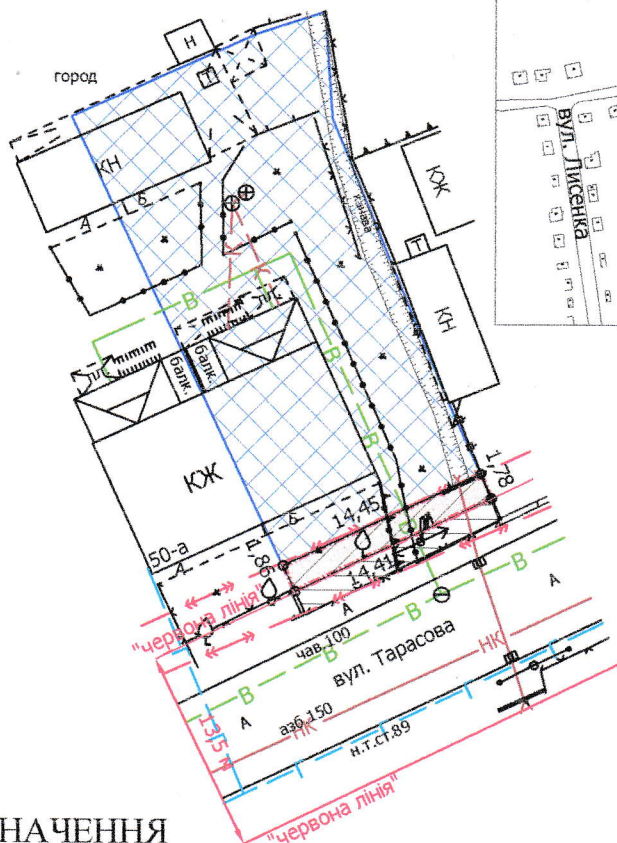 Н
город
Т
КН
Б
А
КЖ
вул. Лисенка
канава
Т
КН
К
К
В
балк.
балк.
КЖ
В
В
1,78
14,45
Б
50-а
А
1,86
14,41
"червона лінія"
А
В
чав.100
В
В
вул. Тарасова
А
НК
В
А
азб.150
НК
13,5 м
н.т.ст.89
"червона лінія"
НАЧЕННЯ